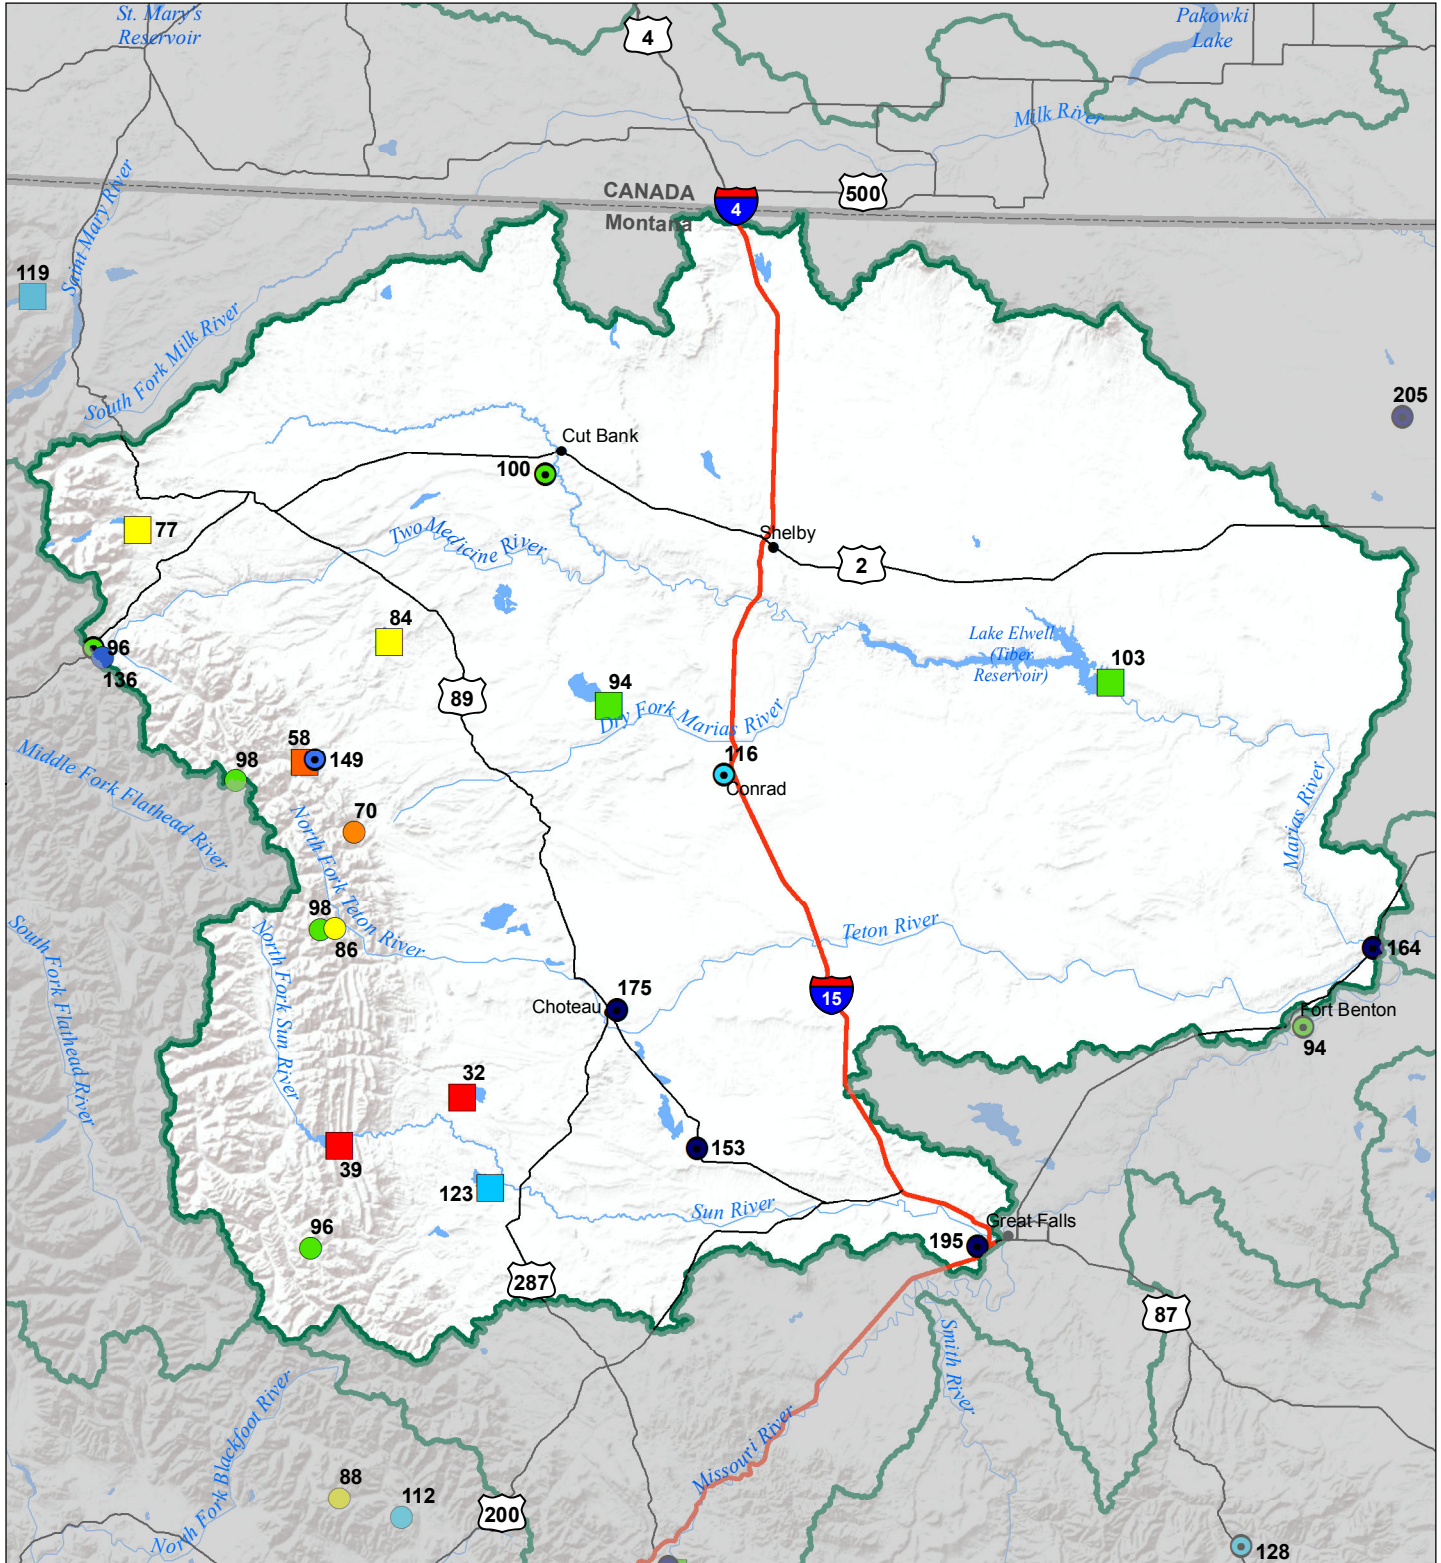 St. Mary's
Reservoir
4
Pakowki
Lake
Milk River
CANADA
Montana
4
500
Saint Mary River
119
South Fork Milk River
205
Cut Bank
100
77
Two Medicine River
Shelby
2
84
96
136
Lake Elwell
(Tiber
Reservoir)
103
89
94
Dry Fork Marias River
58
149
98
116
Conrad
Middle Fork Flathead River
70
North Fork Teton River
Marias River
98
86
South Fork Flathead River
North Fork Sun River
Teton River
164
175
Choteau
15
Fort Benton
94
32
39
153
123
Sun River
96
Great Falls
195
287
87
Smith River
North Fork Blackfoot River
Missouri River
88
112
200
128